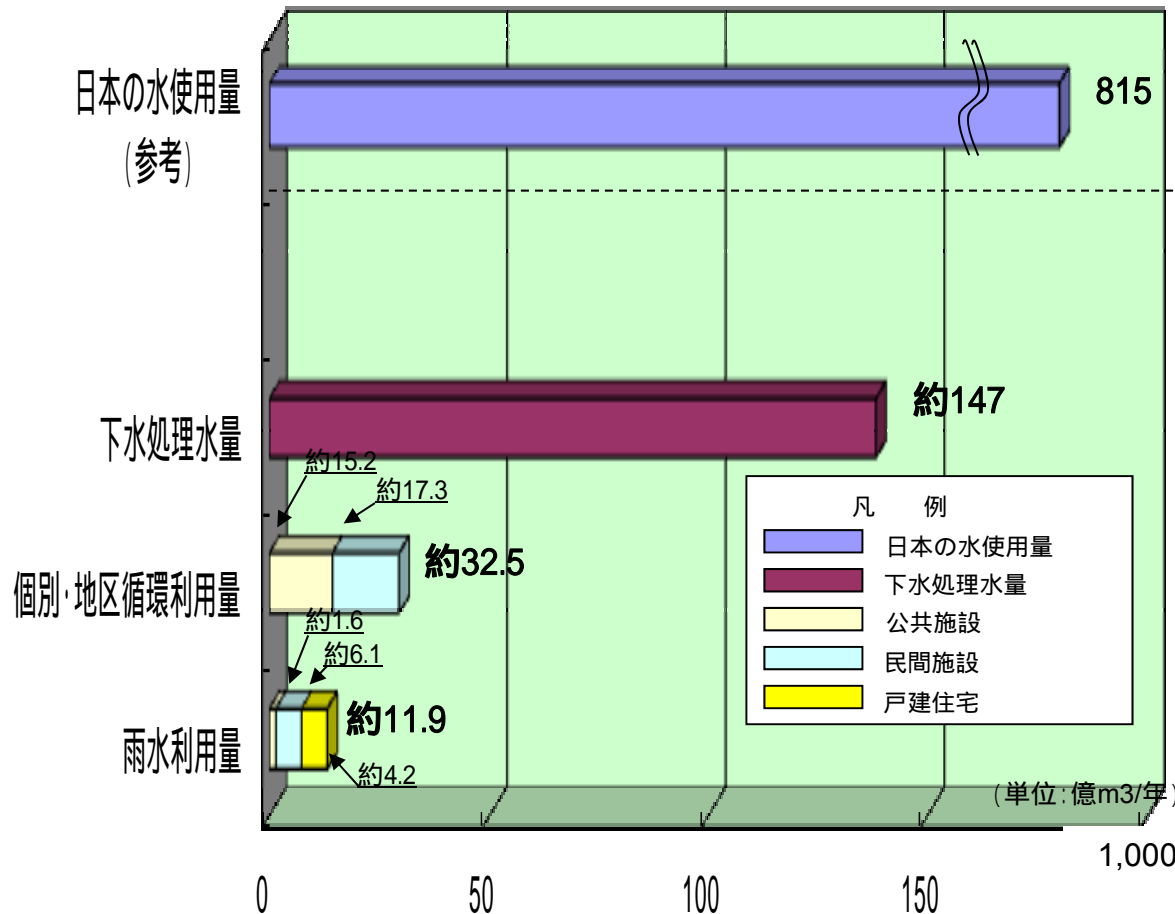 日本の水使用量
(参考)
815
下水処理水量
約147
約15.2
約17.3
個別・地区循環利用量
約32.5
約1.6
約6.1
雨水利用量
約11.9
約4.2
凡 例
日本の水使用量
下水処理水量
公共施設
民間施設
戸建住宅
(単位:億m3/年)
0
50
100
150
1,000